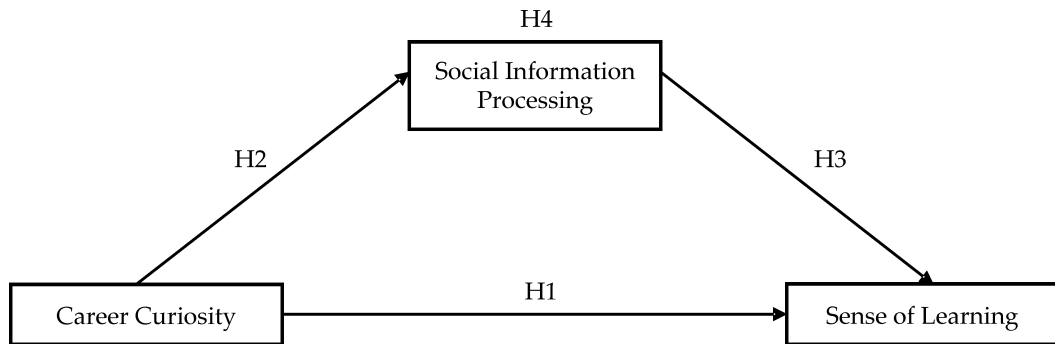 H4
Social Information
Processing
H2
H3
H1
Career Curiosity
Sense of Learning